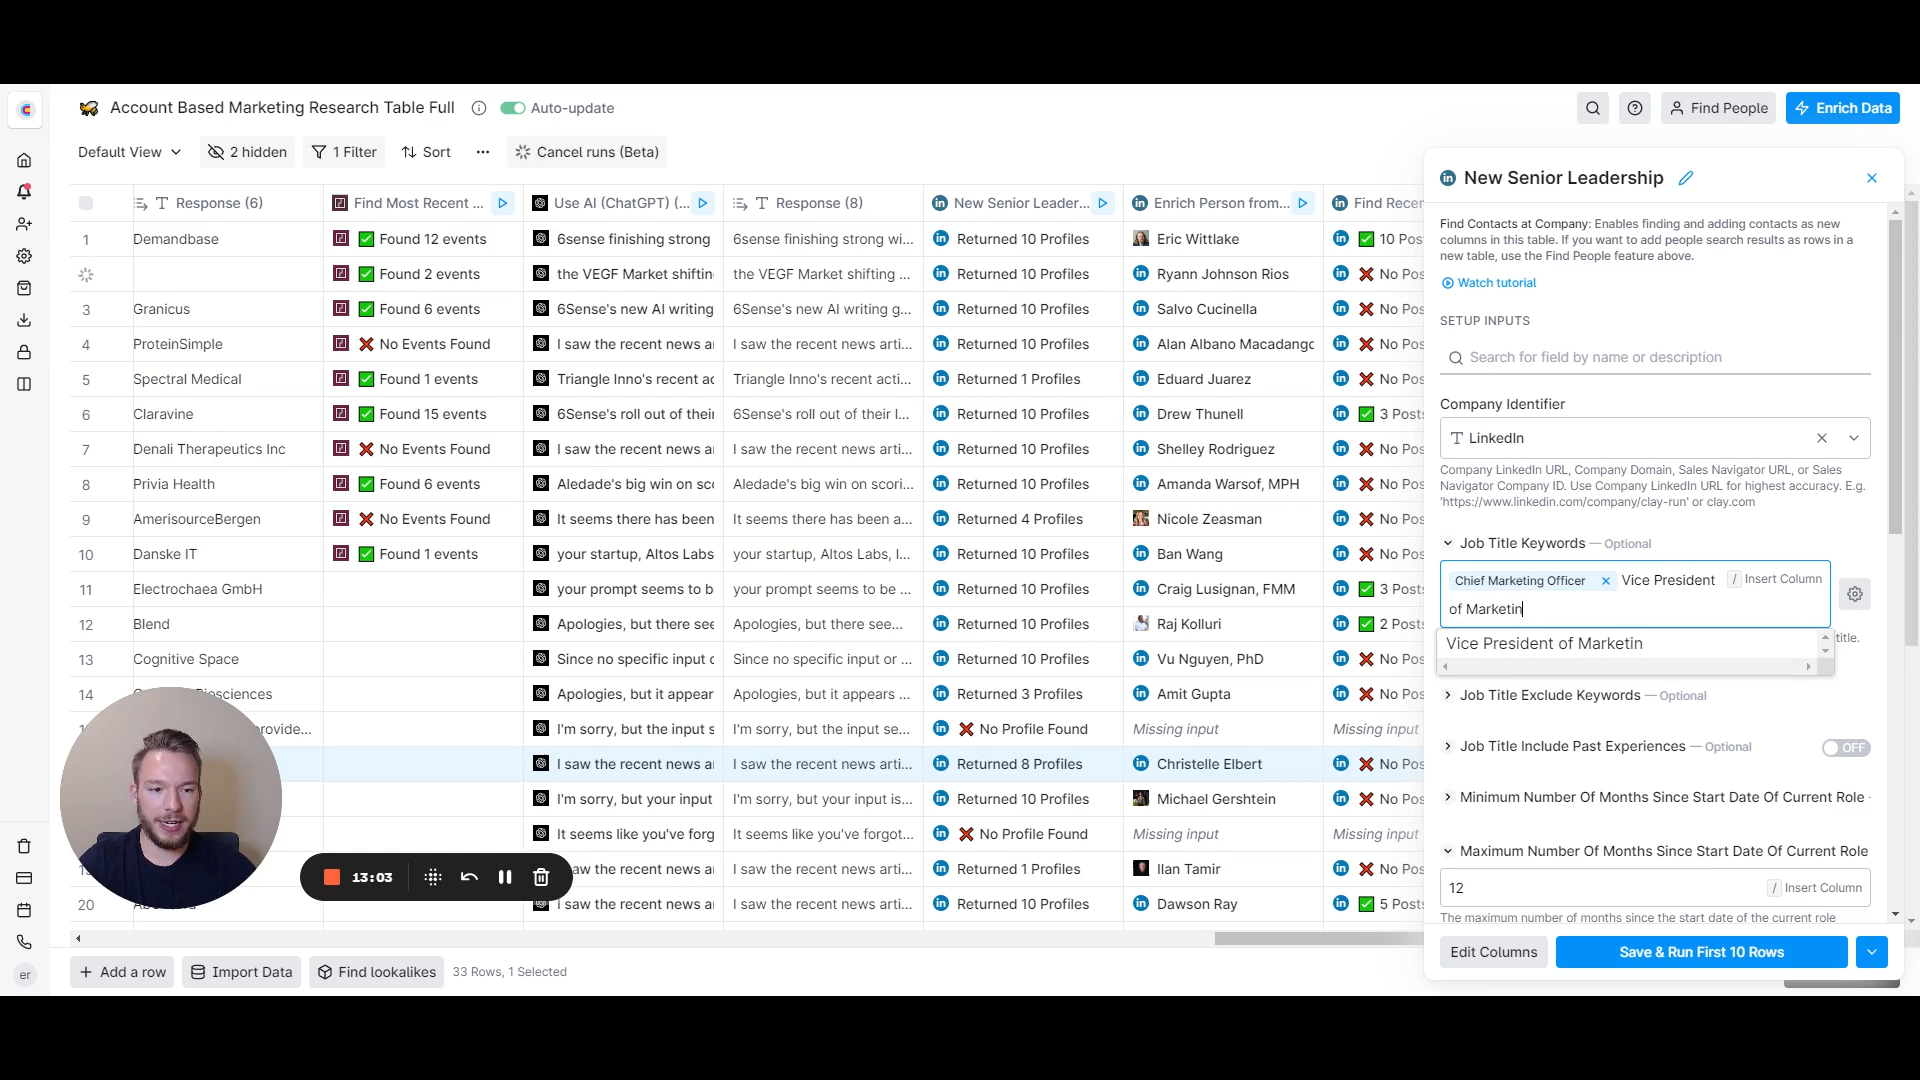 Account Based Marketing Research Table Full
Auto-update
Find People
Enrich Data
Default View
2 hidden
1 Filter
Sort
Cancel runs (Beta)
Response (6)
Find Most Recent ...
Use AI (ChatGPT) (...
Response (8)
New Senior Leader...
Enrich Person from...
Find Recen
1 Demandbase Found 12 events 6sense finishing strong 6sense finishing strong wi... Returned 10 Profiles Eric Wittlake 10 Pos
Found 2 events the VEGF Market shiftin the VEGF Market shifting ... Returned 10 Profiles Ryann Johnson Rios No Pos
3 Granicus Found 6 events 6Sense's new AI writing 6Sense's new AI writing g... Returned 10 Profiles Salvo Cucinella No Pos
4 ProteinSimple No Events Found I saw the recent news ar I saw the recent news arti... Returned 10 Profiles Alan Albano Macadango No Pos
5 Spectral Medical Found 1 events Triangle Inno's recent ac Triangle Inno's recent acti... Returned 1 Profiles Eduard Juarez No Pos
6 Claravine Found 15 events 6Sense's roll out of their 6Sense's roll out of their l... Returned 10 Profiles Drew Thunell 3 Posts
7 Denali Therapeutics Inc No Events Found I saw the recent news ar I saw the recent news arti... Returned 10 Profiles Shelley Rodriguez No Pos
8 Privia Health Found 6 events Aledade's big win on sco Aledade's big win on scori... Returned 10 Profiles Amanda Warsof, MPH No Pos
9 AmerisourceBergen No Events Found It seems there has been It seems there has been a... Returned 4 Profiles Nicole Zeasman No Pos
10 Danske IT Found 1 events your startup, Altos Labs your startup, Altos Labs, I... Returned 10 Profiles Ban Wang No Pos
11 Electrochaea GmbH your prompt seems to b your prompt seems to be ... Returned 10 Profiles Craig Lusignan, FMM 3 Posts
12 Blend Apologies, but there see Apologies, but there see... Returned 10 Profiles Raj Kolluri 2 Posts
13 Cognitive Space Since no specific input c Since no specific input or ... Returned 10 Profiles Vu Nguyen, PhD No Pos
14 Biosciences Apologies, but it appear Apologies, but it appears ... Returned 3 Profiles Amit Gupta No Pos
rovide... I'm sorry, but the input s I'm sorry, but the input se... No Profile Found Missing input Missing input
I saw the recent news ar I saw the recent news arti... Returned 8 Profiles Christelle Elbert No Pos
I'm sorry, but your input I'm sorry, but your input is... Returned 10 Profiles Michael Gershtein No Pos
It seems like you've forg It seems like you've forgot... No Profile Found Missing input Missing input
saw the recent news ar I saw the recent news arti... Returned 1 Profiles Ilan Tamir No Pos
20 I saw the recent news ar I saw the recent news arti... Returned 10 Profiles Dawson Ray 5 Posts
13:03
er
Add a row
Import Data
Find lookalikes
33 Rows, 1 Selected
New Senior Leadership
Find Contacts at Company: Enables finding and adding contacts as new
columns in this table. If you want to add people search results as rows in a
new table, use the Find People feature above.
Watch tutorial
SETUP INPUTS
Search for field by name or description
Company Identifier
LinkedIn
Company LinkedIn URL, Company Domain, Sales Navigator URL, or Sales
Navigator Company ID. Use Company LinkedIn URL for highest accuracy. E.g.
'https://www.linkedin.com/company/clay-run' or clay.com
Job Title Keywords — Optional
Chief Marketing Officer Vice President / Insert Column
of Marketin
title.
Vice President of Marketin
Job Title Exclude Keywords — Optional
Job Title Include Past Experiences — Optional OFF
Minimum Number Of Months Since Start Date Of Current Role -
Maximum Number Of Months Since Start Date Of Current Role
12 / Insert Column
The maximum number of months since the start date of the current role
Edit Columns
Save & Run First 10 Rows